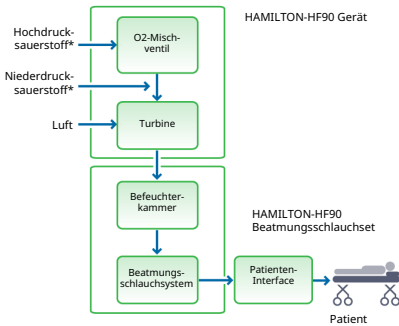 HAMILTON-HF90 Gerät
Hochdruck-
sauerstoff*
O2-Misch-
ventil
Niederdruck-
sauerstoff*
Luft
Turbine
Befeuchter-
kammer
HAMILTON-HF90
Beatmungsschlauchset
Beatmungs-
schlauchsystem
Patienten-
Interface
Patient